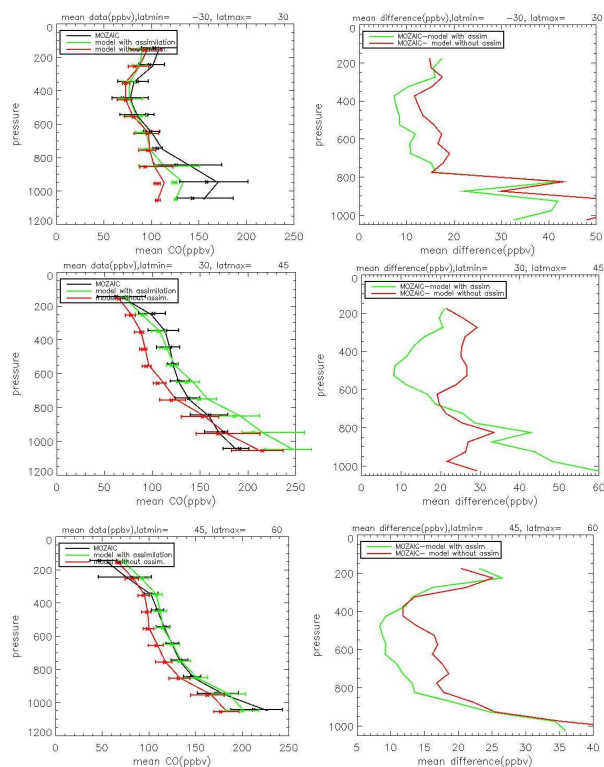 mean data(ppbv),latmin= -30, latmax= 30
MOZAIC
model with assimilation
model without assim.
0
200
400
600
800
1000
1200
pressure
0 50 100 150 200 250
mean CO(ppbv)
mean difference(ppbv),latmin= -30, latmax= 30
MOZAIC-model with assim
MOZAIC- model without assim
0
200
400
600
800
1000
pressure
0 10 20 30 40 50
mean difference(ppbv)
mean data(ppbv),latmin= 30, latmax= 45
MOZAIC
model with assimilation
model without assim.
0
200
400
600
800
1000
1200
pressure
0 50 100 150 200 250
mean CO(ppbv)
mean difference(ppbv),latmin= 30, latmax= 45
MOZAIC-model with assim
MOZAIC- model without assim
0
200
400
600
800
1000
pressure
0 10 20 30 40 50 60
mean difference(ppbv)
mean data(ppbv),latmin= 45, latmax= 60
MOZAIC
model with assimilation
model without assim.
0
200
400
600
800
1000
1200
pressure
0 50 100 150 200 250
mean CO(ppbv)
mean difference(ppbv),latmin= 45, latmax= 60
MOZAIC-model with assim
MOZAIC- model without assim
0
200
400
600
800
1000
pressure
5 10 15 20 25 30 35 40
mean difference(ppbv)